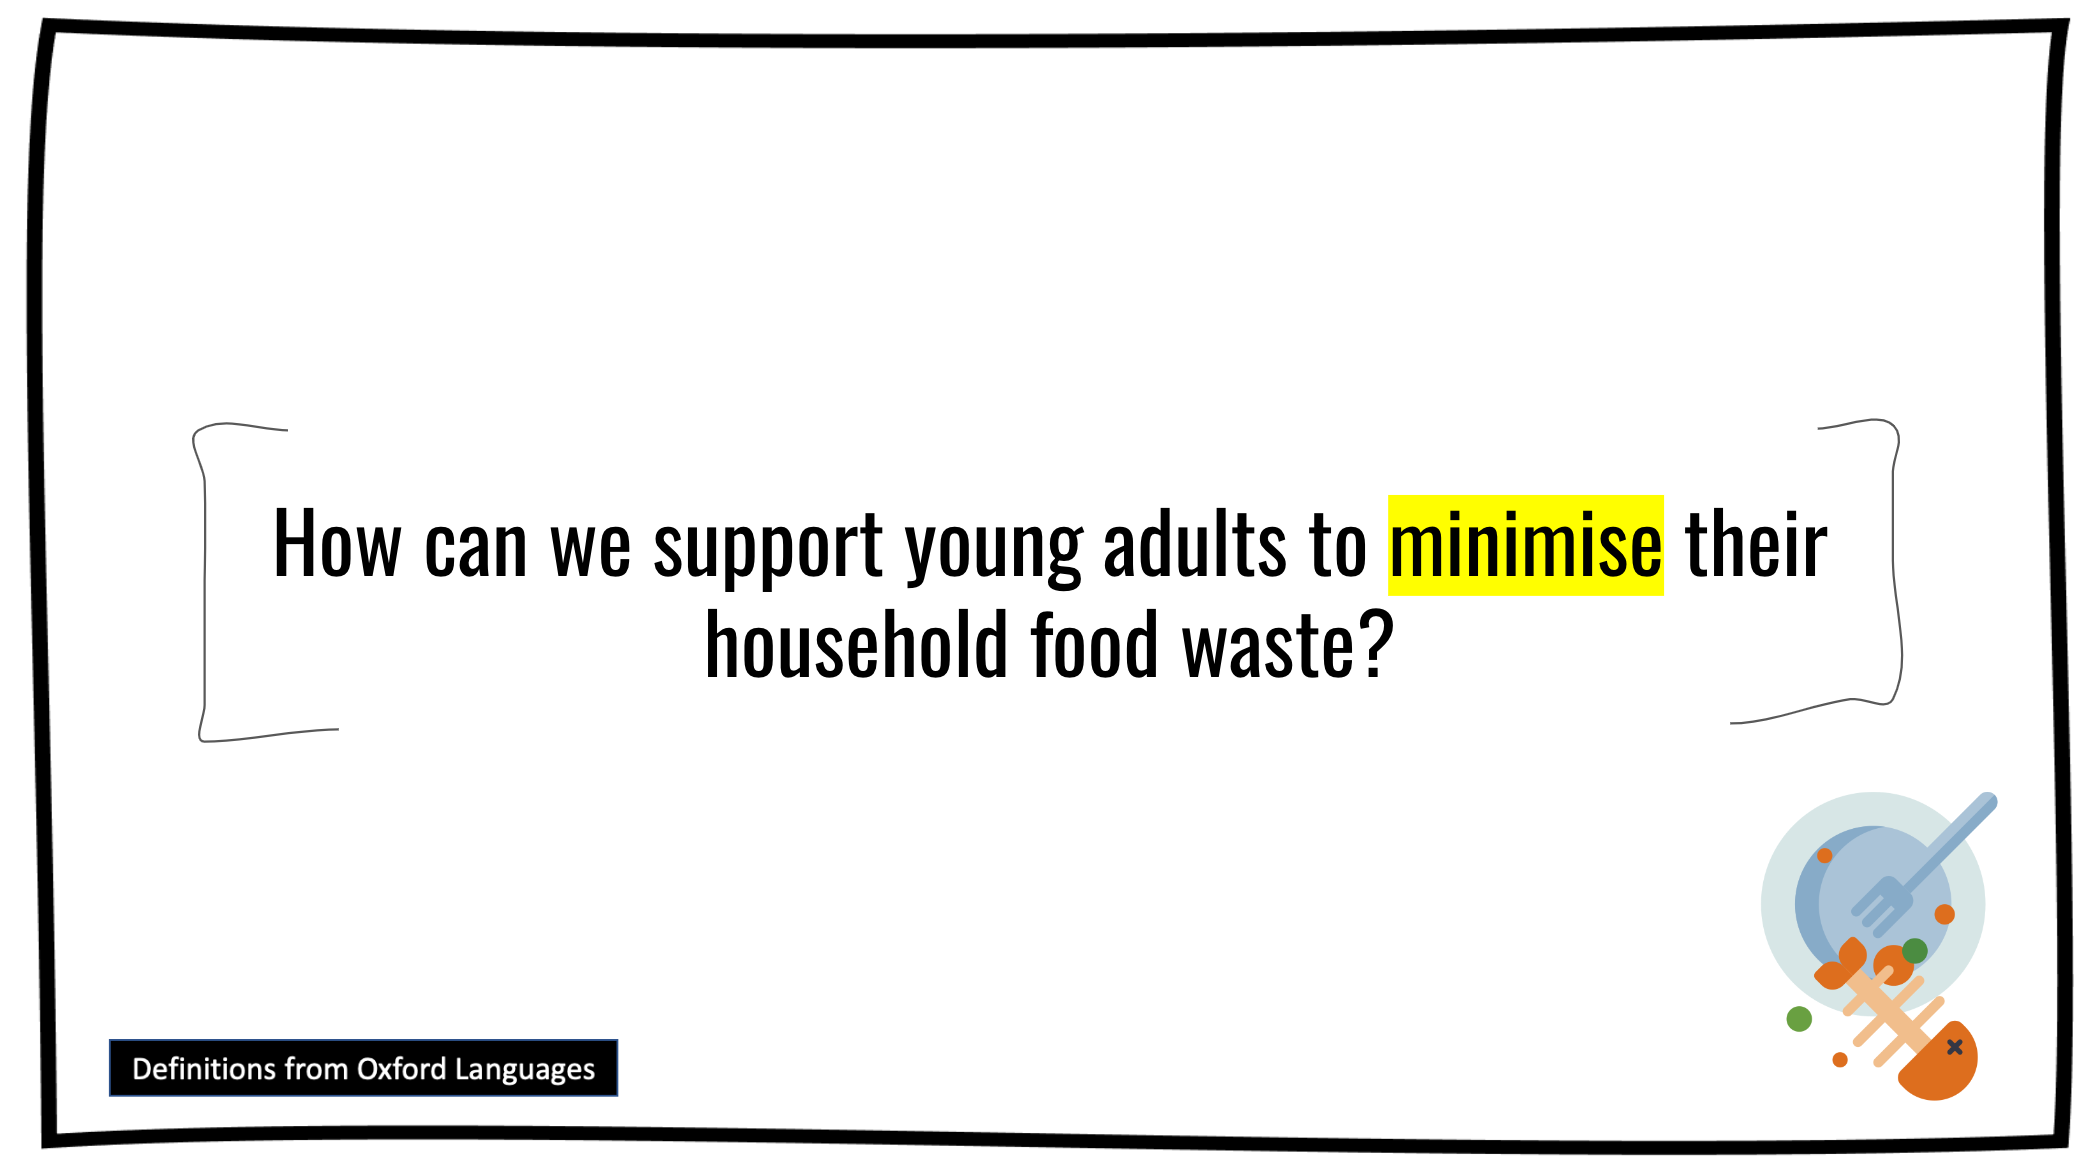 How can we support young adults to minimise their
household food waste?
Definitions from Oxford Languages